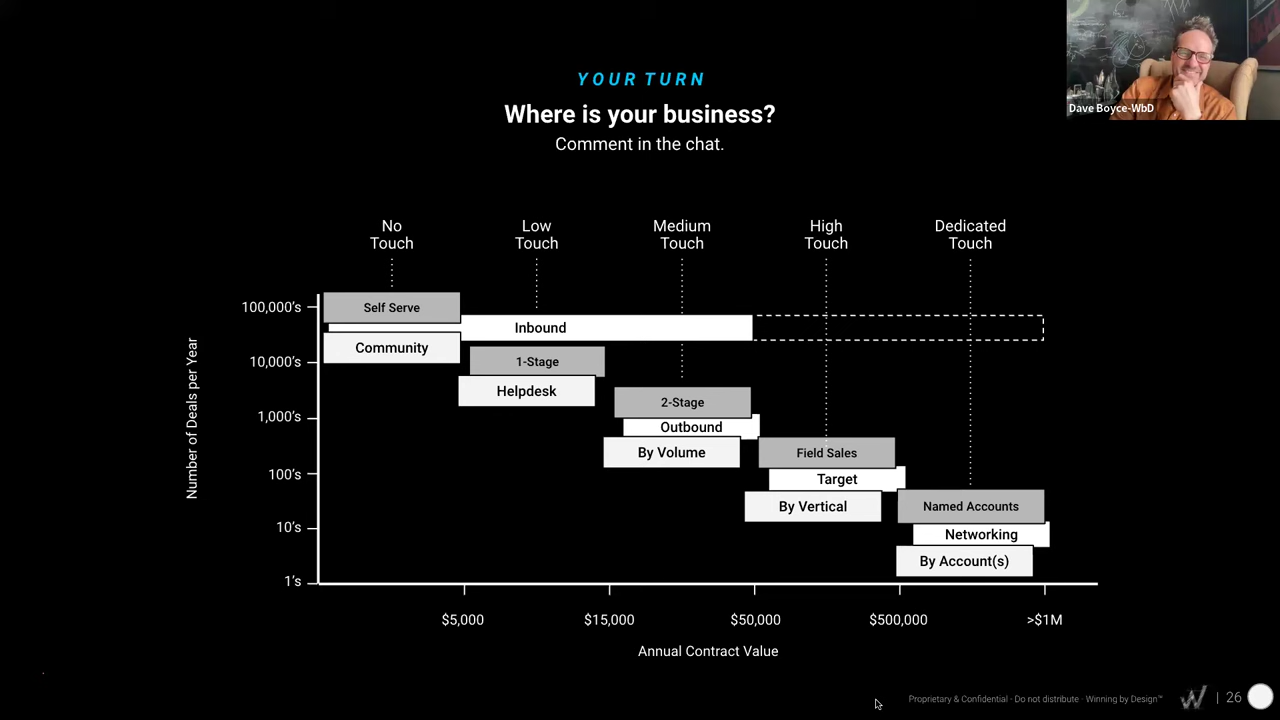 Dave Boyce-WbD
YOUR TURN
Where is your business?
Comment in the chat.
No
Touch
Low
Touch
Medium
Touch
High
Touch
Dedicated
Touch
Number of Deals per Year
100,000's
10,000's
1,000's
100's
10's
1's
Self Serve
Inbound
Community
1-Stage
Helpdesk
2-Stage
Outbound
By Volume
Field Sales
Target
By Vertical
Named Accounts
Networking
By Account(s)
$5,000
$15,000
$50,000
$500,000
>$1M
Annual Contract Value
Proprietary & Confidential · Do not distribute · Winning by Design™
W | 26